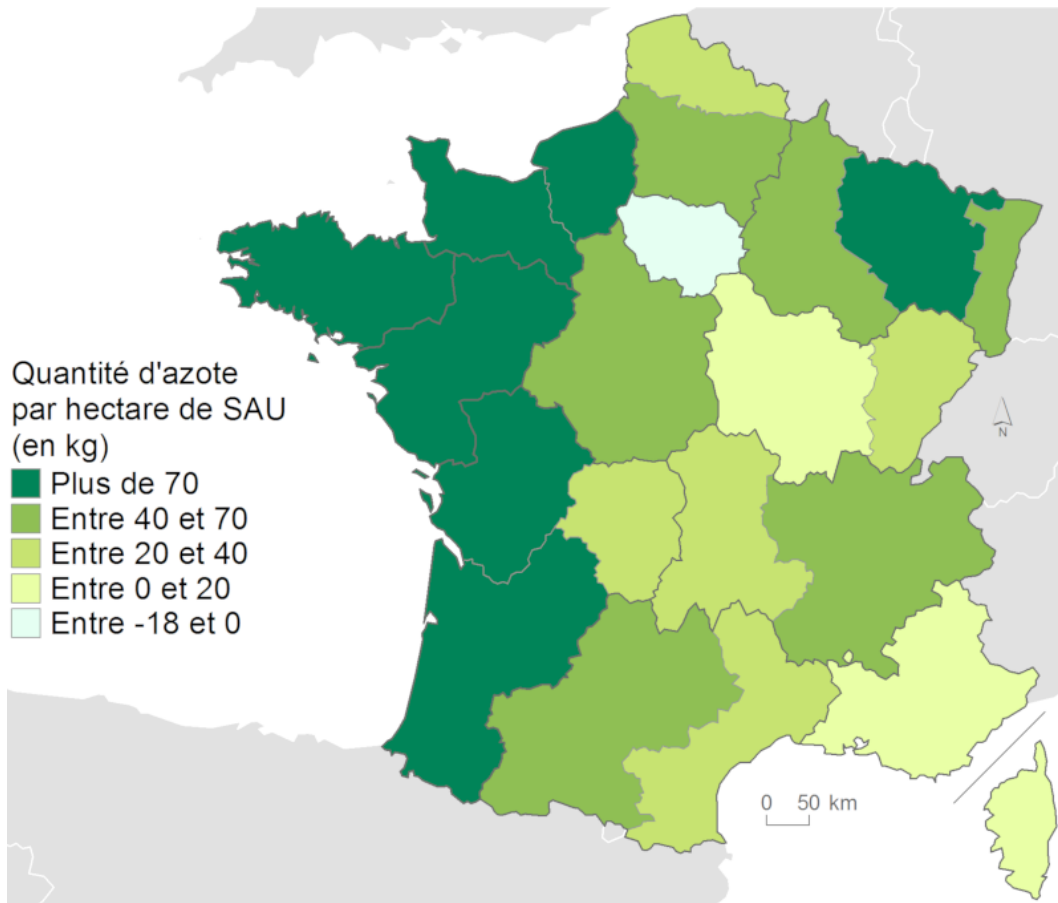 Quantité d'azote
par hectare de SAU
(en kg)
Plus de 70
Entre 40 et 70
Entre 20 et 40
Entre 0 et 20
Entre -18 et 0
N
0 50 km